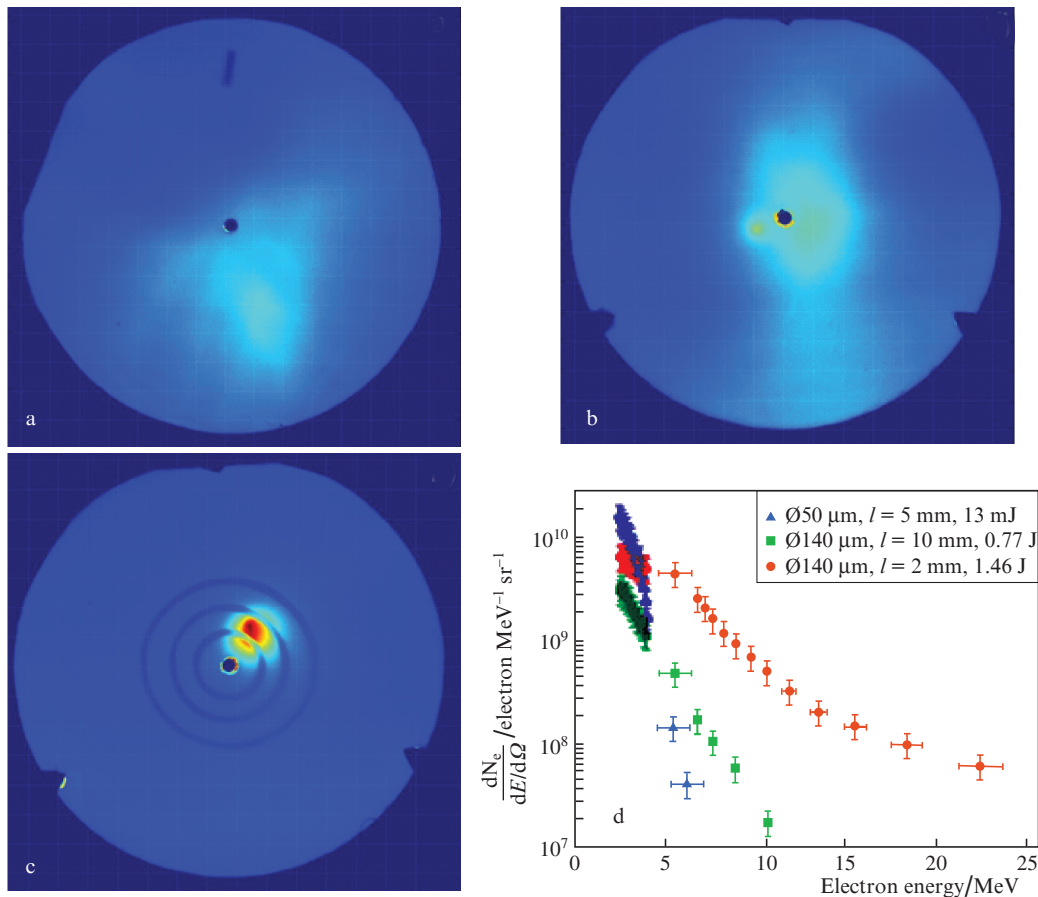 a
b
c
Ø50 μm, l = 5 mm, 13 mJ
Ø140 μm, l = 10 mm, 0.77 J
Ø140 μm, l = 2 mm, 1.46 J
10¹⁰
10⁹
10⁸
10⁷
dNₑ
dE/dΩ
/electron MeV⁻¹ sr⁻¹
d
0 5 10 15 20 25
Electron energy/MeV